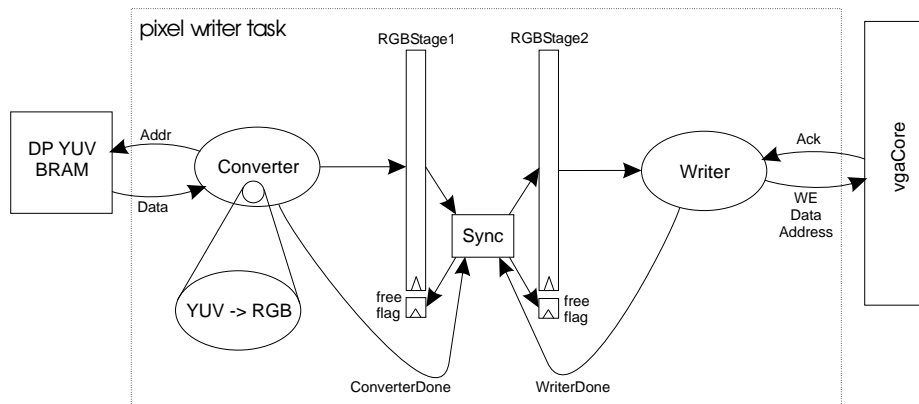 pixel writer task
RGBStage1
RGBStage2
DP YUV
BRAM
Addr
Data
Converter
YUV -> RGB
Sync
free
flag
free
flag
ConverterDone
WriterDone
Writer
Ack
WE
Data
Address
vgaCore